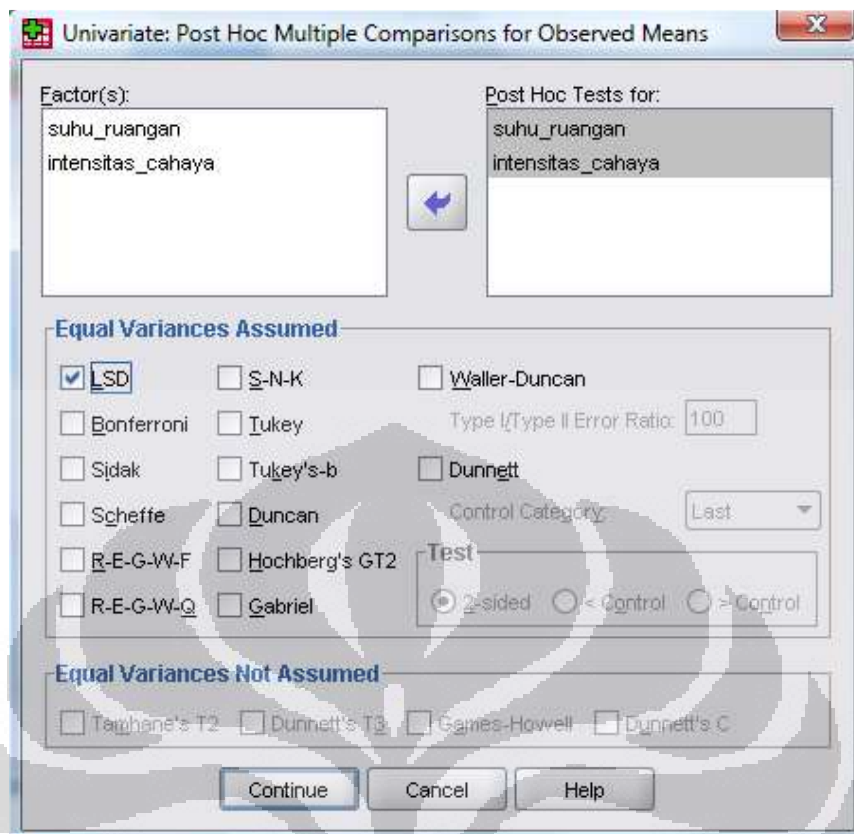 Univariate: Post Hoc Multiple Comparisons for Observed Means
Factor(s):
suhu_ruangan
intensitas_cahaya
Post Hoc Tests for:
suhu_ruangan
intensitas_cahaya
Equal Variances Assumed
LSD S-N-K Waller-Duncan
Bonferroni Tukey Type I/Type II Error Ratio: 100
Sidak Tukey's-b Dunnett
Scheffe Duncan Control Category: Last
R-E-G-W-F Hochberg's GT2 Test
R-E-G-W-Q Gabriel 2-sided < Control > Control
Equal Variances Not Assumed
Tamhane's T2 Dunnett's T3 Games-Howell Dunnett's C
Continue Cancel Help